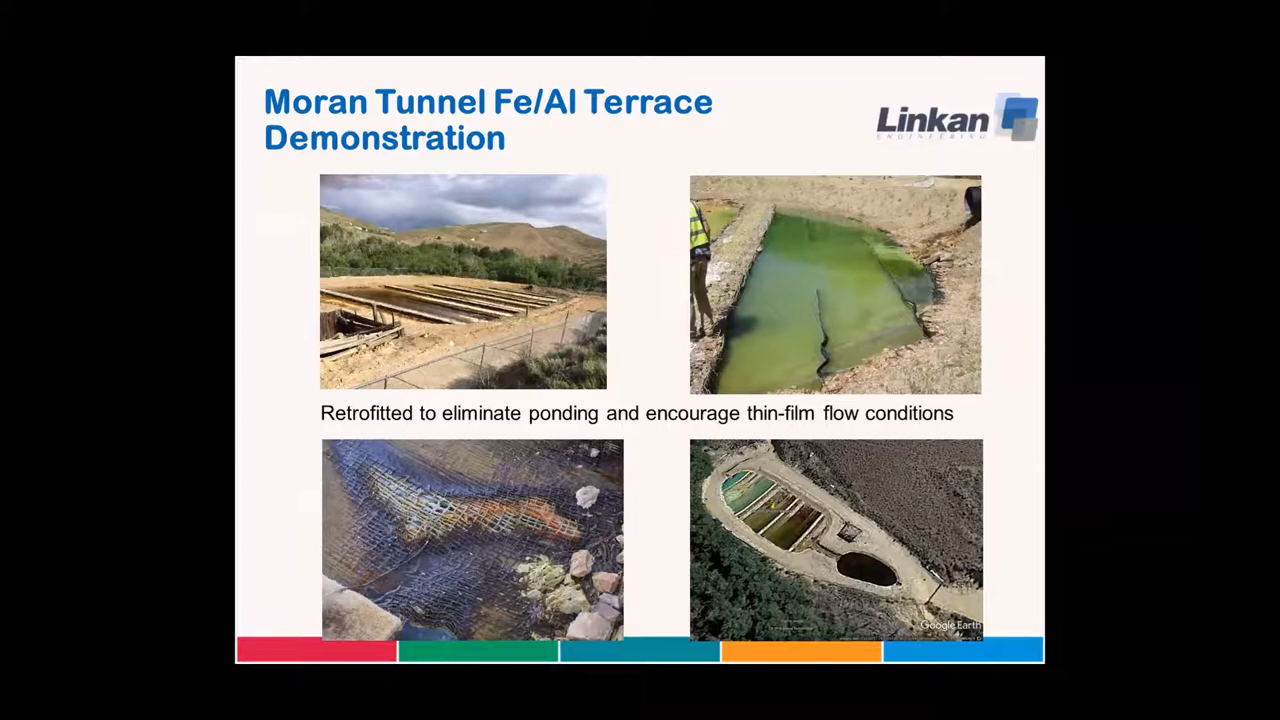 Moran Tunnel Fe/Al Terrace
Demonstration
Linkan
ENGINEERING
Retrofitted to eliminate ponding and encourage thin-film flow conditions
Google Earth